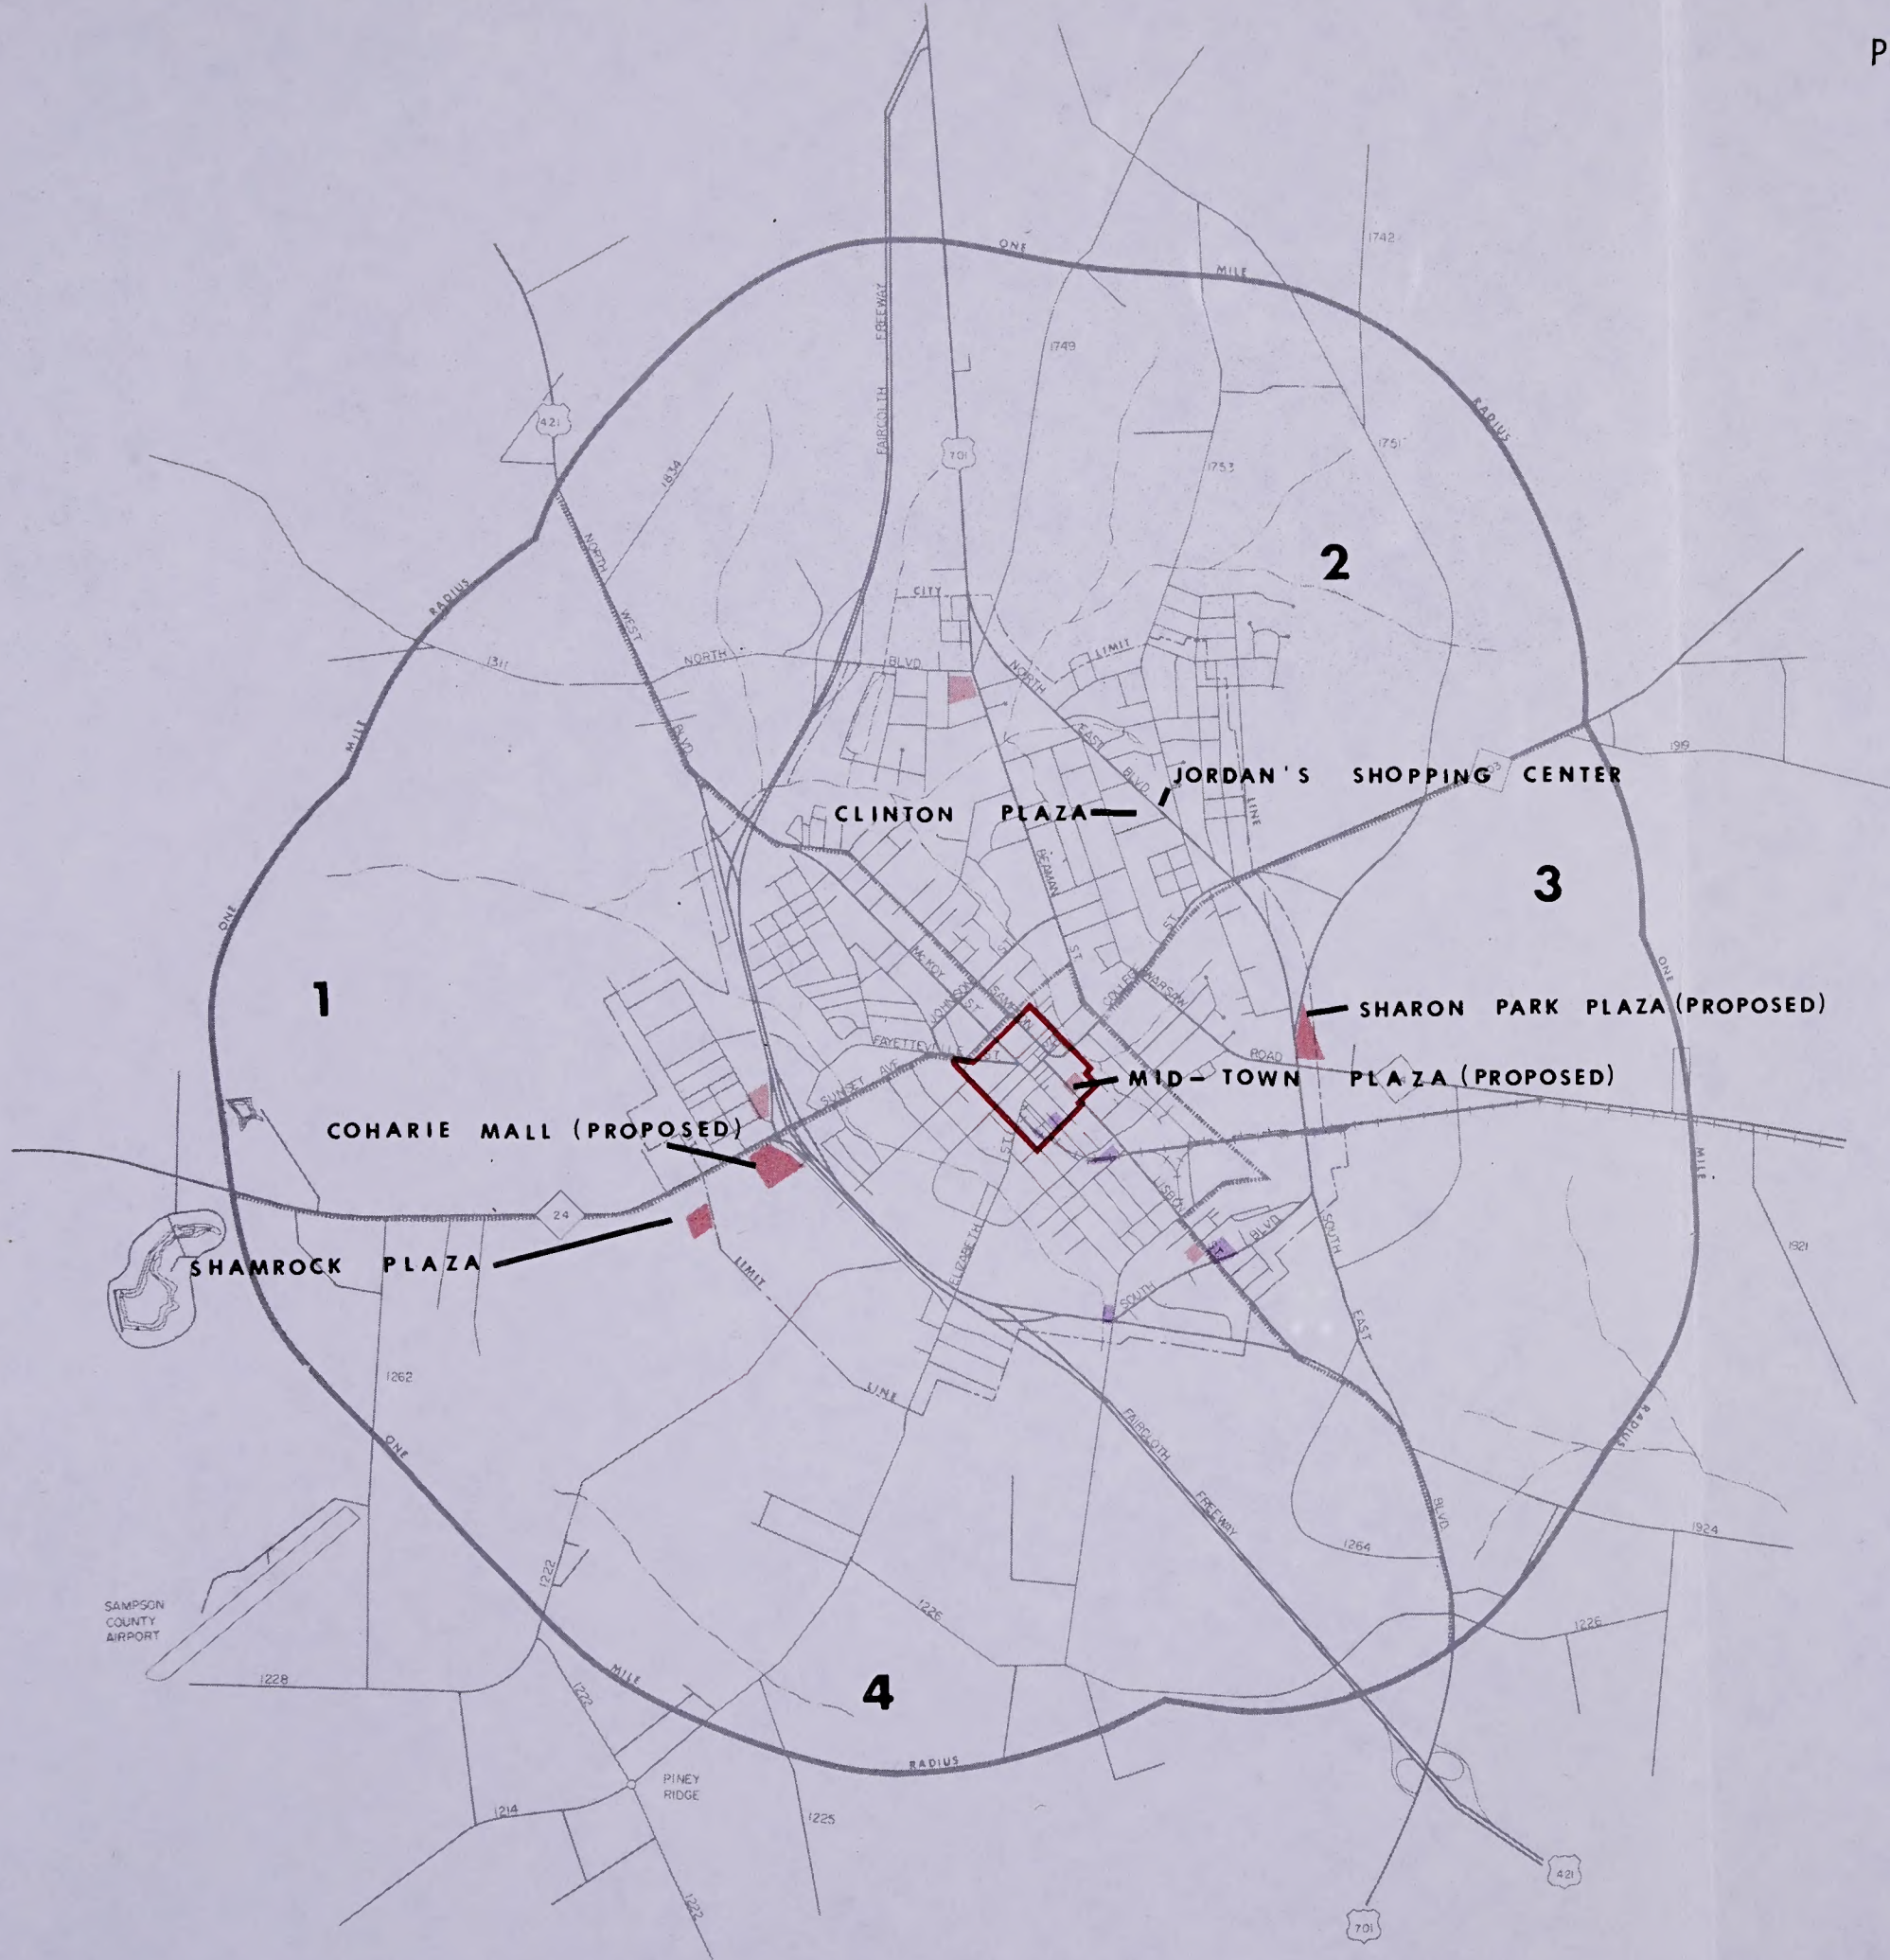 P
1742
ONE
MILE
FREEWAY
1749
FAIRCOLTH
RADIUS
421
1751
701
1753
1834
NORTH
2
CITY
RADIUS
WEST
LIMIT
NORTH
BLVD.
1311
NORTH
MILE
BLVD
EAST
1919
BLVD
JORDAN'S SHOPPING CENTER
CLINTON PLAZA
LINE
BEAMAN
3
ONE
ST.
ST.
ST.
McKOY
COLLEGE
WARSAW
ONE
1
JOHNSON
ST.
SAMPSON
SHARON PARK PLAZA (PROPOSED)
FAYETTEVILLE ST.
ROAD
SUNSET AVE
MID-TOWN PLAZA (PROPOSED)
COHARIE MALL (PROPOSED)
ST.
MILE
LISBON
24
ST.
BLVD
SOUTH
1921
SHAMROCK PLAZA
LIMIT
ELIZABETH
SOUTH
EAST
1262
LINE
FAIRCLOTH
RADIUS
ONE
FREEWAY
BLVD
1924
1264
1222
SAMPSON
COUNTY
AIRPORT
1226
1226
1228
MILE
1222
4
RADIUS
PINEY
RIDGE
1214
1225
421
1222
701